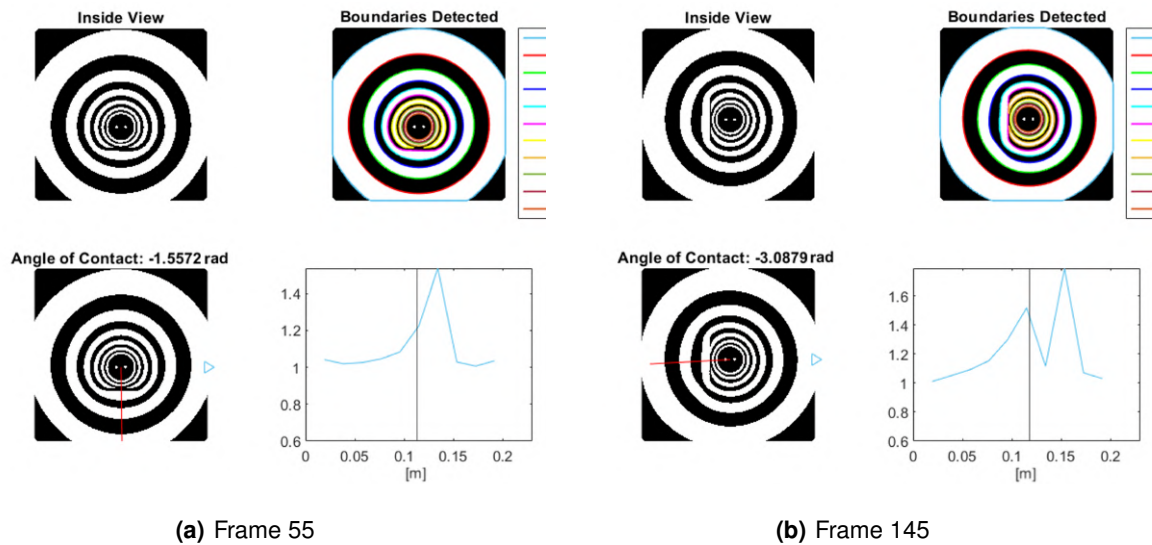 Inside View
Boundaries Detected
Inside View
Boundaries Detected
Angle of Contact: -1.5572 rad
Angle of Contact: -3.0879 rad
1.4
1.2
1
0.8
0.6
0 0.05 0.1 0.15 0.2
[m]
1.6
1.4
1.2
1
0.8
0.6
0 0.05 0.1 0.15 0.2
[m]
(a) Frame 55
(b) Frame 145